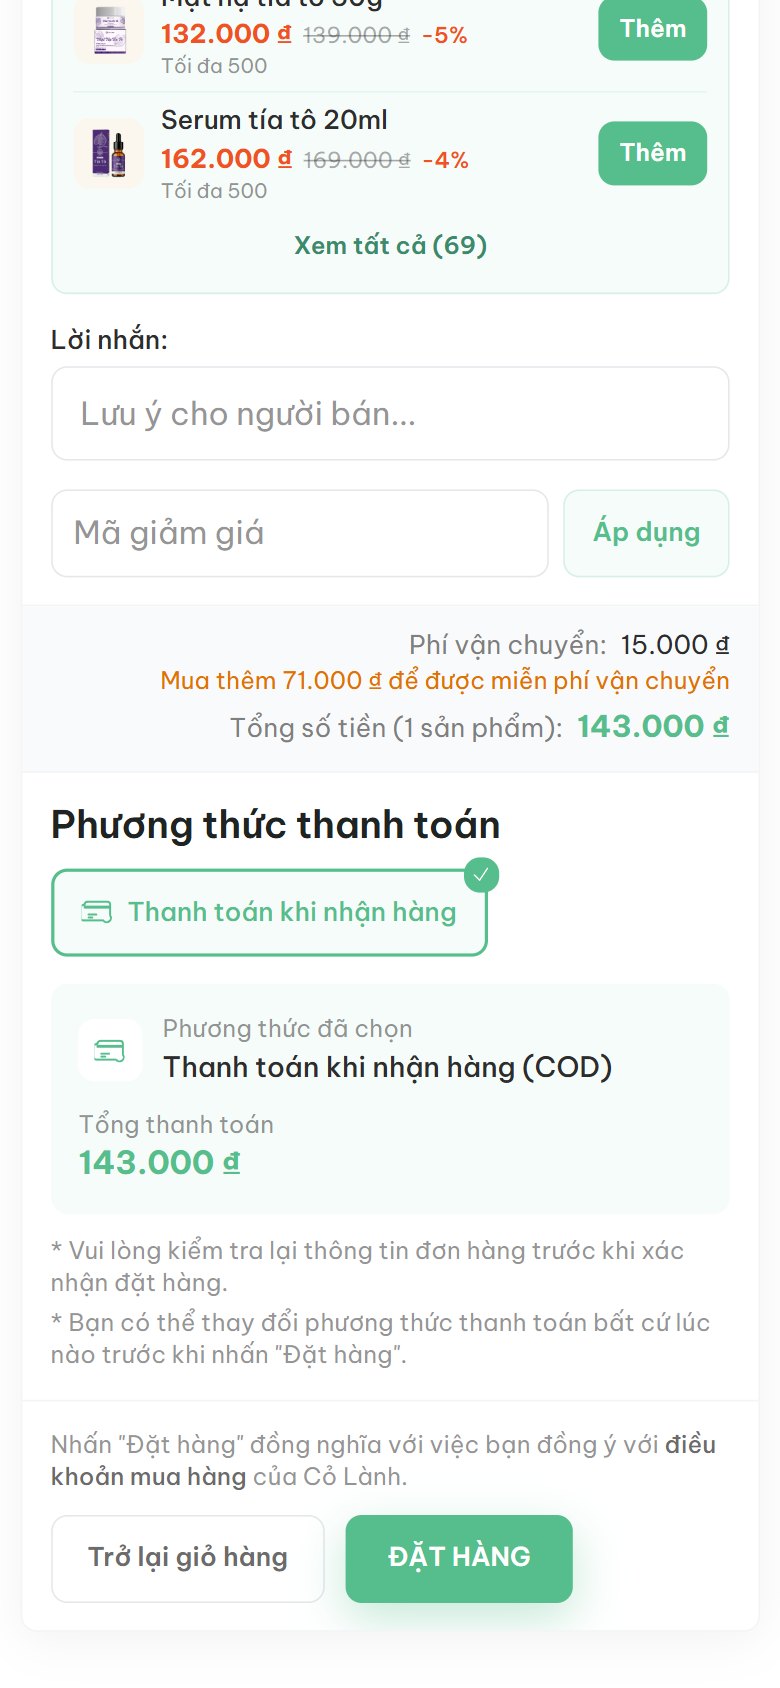 Mặt nạ tía tô 50g
132.000 ₫ 139.000 ₫ -5%
Tối đa 500
Thêm
Serum tía tô 20ml
162.000 ₫ 169.000 ₫ -4%
Tối đa 500
Thêm
Xem tất cả (69)
Lời nhắn:
Lưu ý cho người bán...
Mã giảm giá
Áp dụng
Phí vận chuyển: 15.000 ₫
Mua thêm 71.000 ₫ để được miễn phí vận chuyển
Tổng số tiền (1 sản phẩm): 143.000 ₫
Phương thức thanh toán
Thanh toán khi nhận hàng
Phương thức đã chọn
Thanh toán khi nhận hàng (COD)
Tổng thanh toán
143.000 ₫
* Vui lòng kiểm tra lại thông tin đơn hàng trước khi xác
nhận đặt hàng.
* Bạn có thể thay đổi phương thức thanh toán bất cứ lúc
nào trước khi nhấn "Đặt hàng".
Nhấn "Đặt hàng" đồng nghĩa với việc bạn đồng ý với điều
khoản mua hàng của Cỏ Lành.
Trở lại giỏ hàng
ĐẶT HÀNG